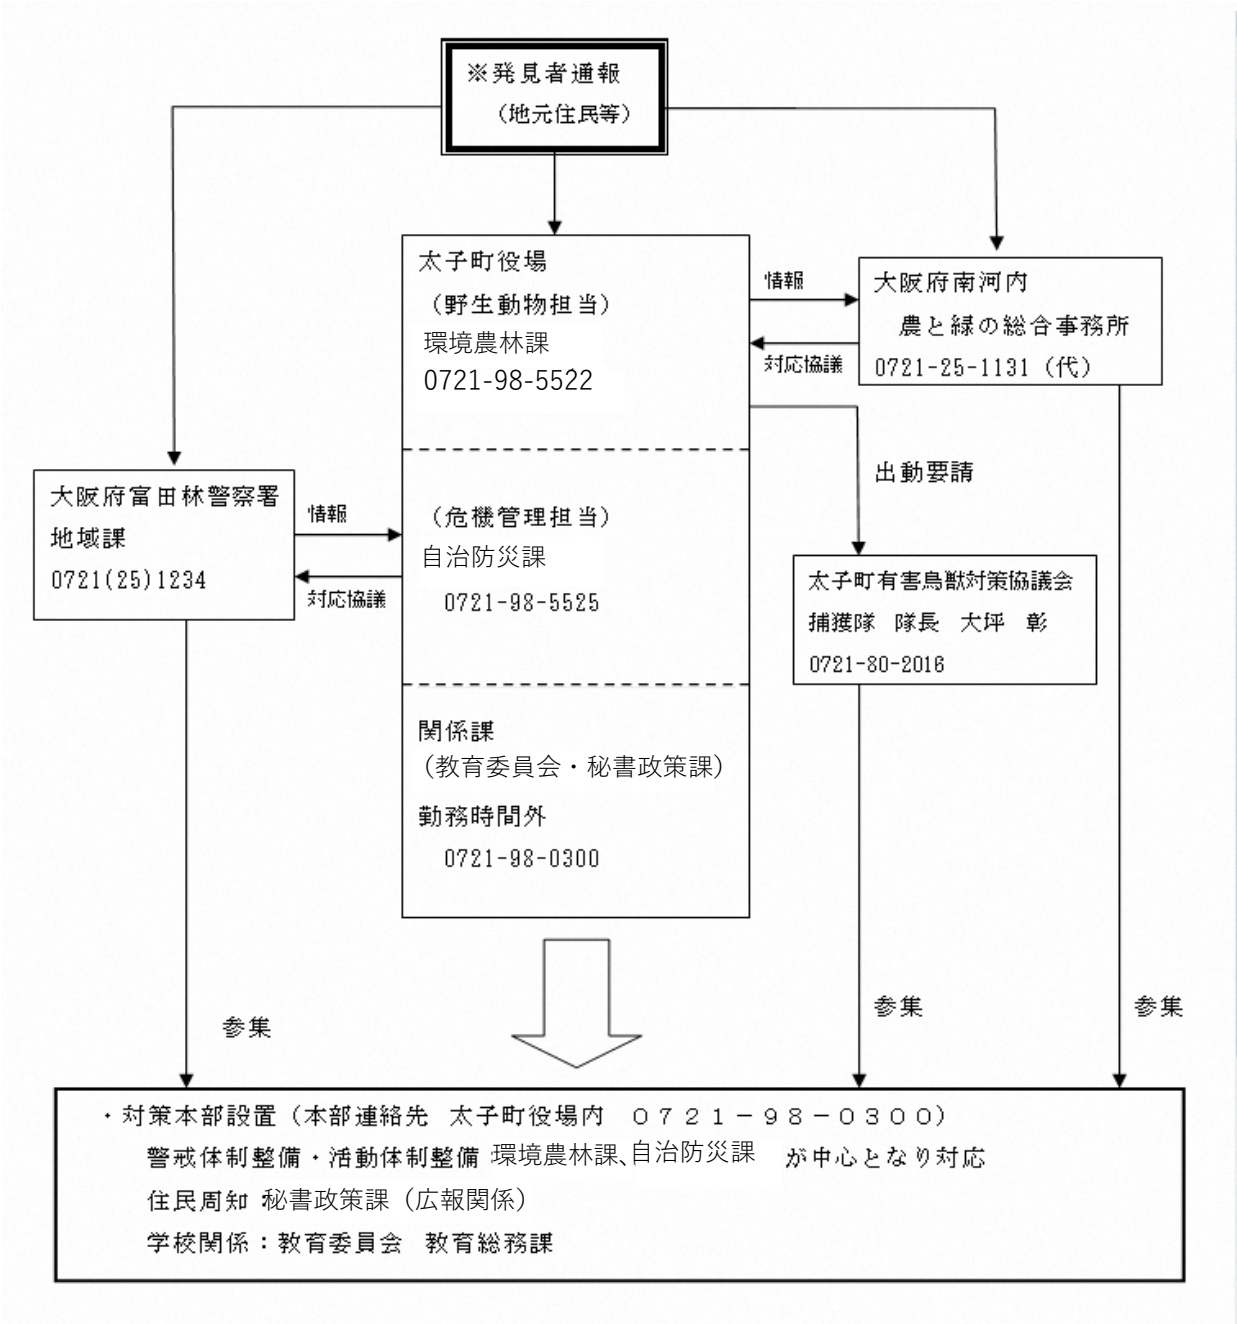 ※発見者通報
（地元住民等）
太子町役場
（野生動物担当）
環境農林課
0721-98-5522
情報
対応協議
大阪府南河内
農と緑の総合事務所
0721-25-1131（代）
出動要請
大阪府富田林警察署
地域課
0721(25)1234
情報
対応協議
（危機管理担当）
自治防災課
0721-98-5525
太子町有害鳥獣対策協議会
捕獲隊　隊長　大坪　彰
0721-80-2016
関係課
（教育委員会・秘書政策課）
勤務時間外
0721-98-0300
参集
参集
参集
・対策本部設置（本部連絡先　太子町役場内　０７２１－９８－０３００）
警戒体制整備・活動体制整備 環境農林課、自治防災課　が中心となり対応
住民周知：秘書政策課（広報関係）
学校関係：教育委員会　教育総務課